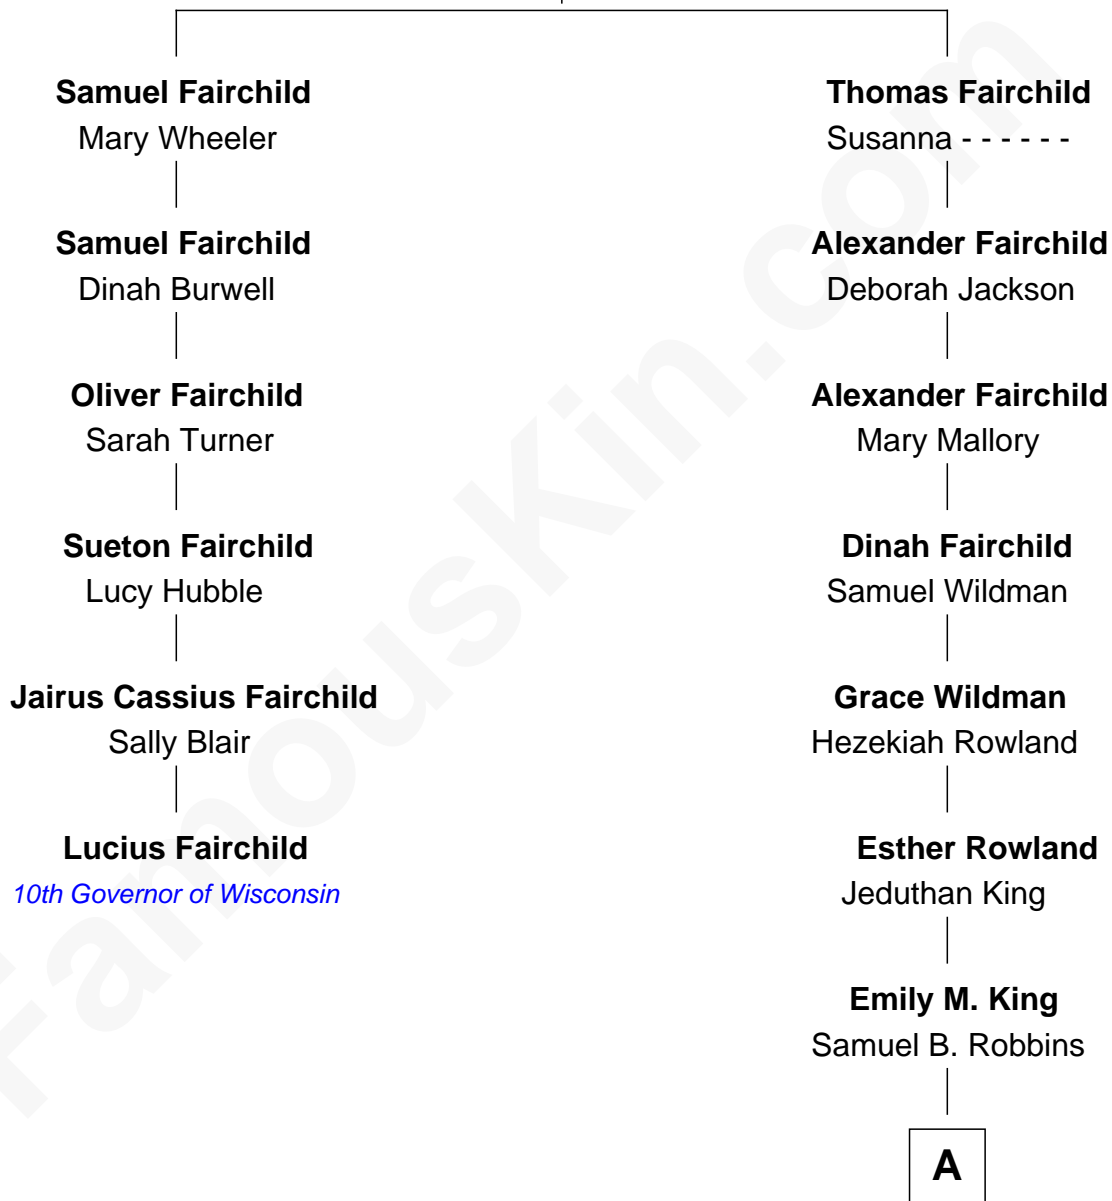 Samuel Fairchild
Mary Wheeler
Thomas Fairchild
Susanna - - - - - -
Samuel Fairchild
Dinah Burwell
Alexander Fairchild
Deborah Jackson
Oliver Fairchild
Sarah Turner
Alexander Fairchild
Mary Mallory
Sueton Fairchild
Lucy Hubble
Dinah Fairchild
Samuel Wildman
Jairus Cassius Fairchild
Sally Blair
Grace Wildman
Hezekiah Rowland
Lucius Fairchild
10th Governor of Wisconsin
Esther Rowland
Jeduthan King
Emily M. King
Samuel B. Robbins
A
FamousKin.com